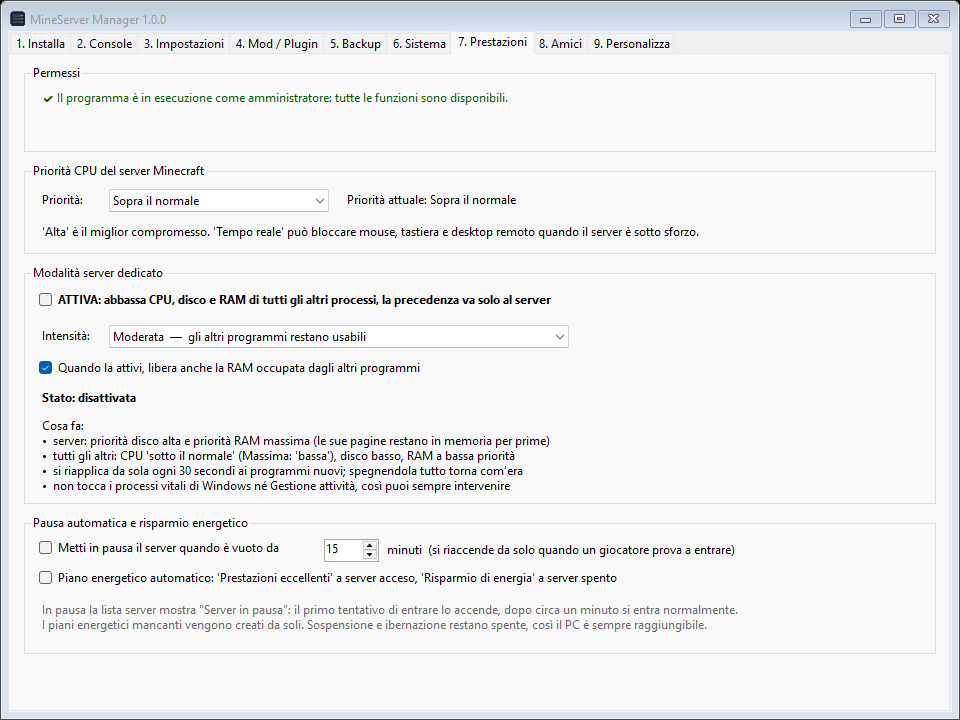 MineServer Manager 1.0.0
1. Installa 2. Console 3. Impostazioni 4. Mod / Plugin 5. Backup 6. Sistema 7. Prestazioni 8. Amici 9. Personalizza
Permessi
✔ Il programma è in esecuzione come amministratore: tutte le funzioni sono disponibili.
Priorità CPU del server Minecraft
Priorità: Sopra il normale Priorità attuale: Sopra il normale
'Alta' è il miglior compromesso. 'Tempo reale' può bloccare mouse, tastiera e desktop remoto quando il server è sotto sforzo.
Modalità server dedicato
ATTIVA: abbassa CPU, disco e RAM di tutti gli altri processi, la precedenza va solo al server
Intensità: Moderata — gli altri programmi restano usabili
Quando la attivi, libera anche la RAM occupata dagli altri programmi
Stato: disattivata
Cosa fa:
• server: priorità disco alta e priorità RAM massima (le sue pagine restano in memoria per prime)
• tutti gli altri: CPU 'sotto il normale' (Massima: 'bassa'), disco basso, RAM a bassa priorità
• si riapplica da sola ogni 30 secondi ai programmi nuovi; spegnendola tutto torna com'era
• non tocca i processi vitali di Windows né Gestione attività, così puoi sempre intervenire
Pausa automatica e risparmio energetico
Metti in pausa il server quando è vuoto da 15 minuti (si riaccende da solo quando un giocatore prova a entrare)
Piano energetico automatico: 'Prestazioni eccellenti' a server acceso, 'Risparmio di energia' a server spento
In pausa la lista server mostra "Server in pausa": il primo tentativo di entrare lo accende, dopo circa un minuto si entra normalmente.
I piani energetici mancanti vengono creati da soli. Sospensione e ibernazione restano spente, così il PC è sempre raggiungibile.